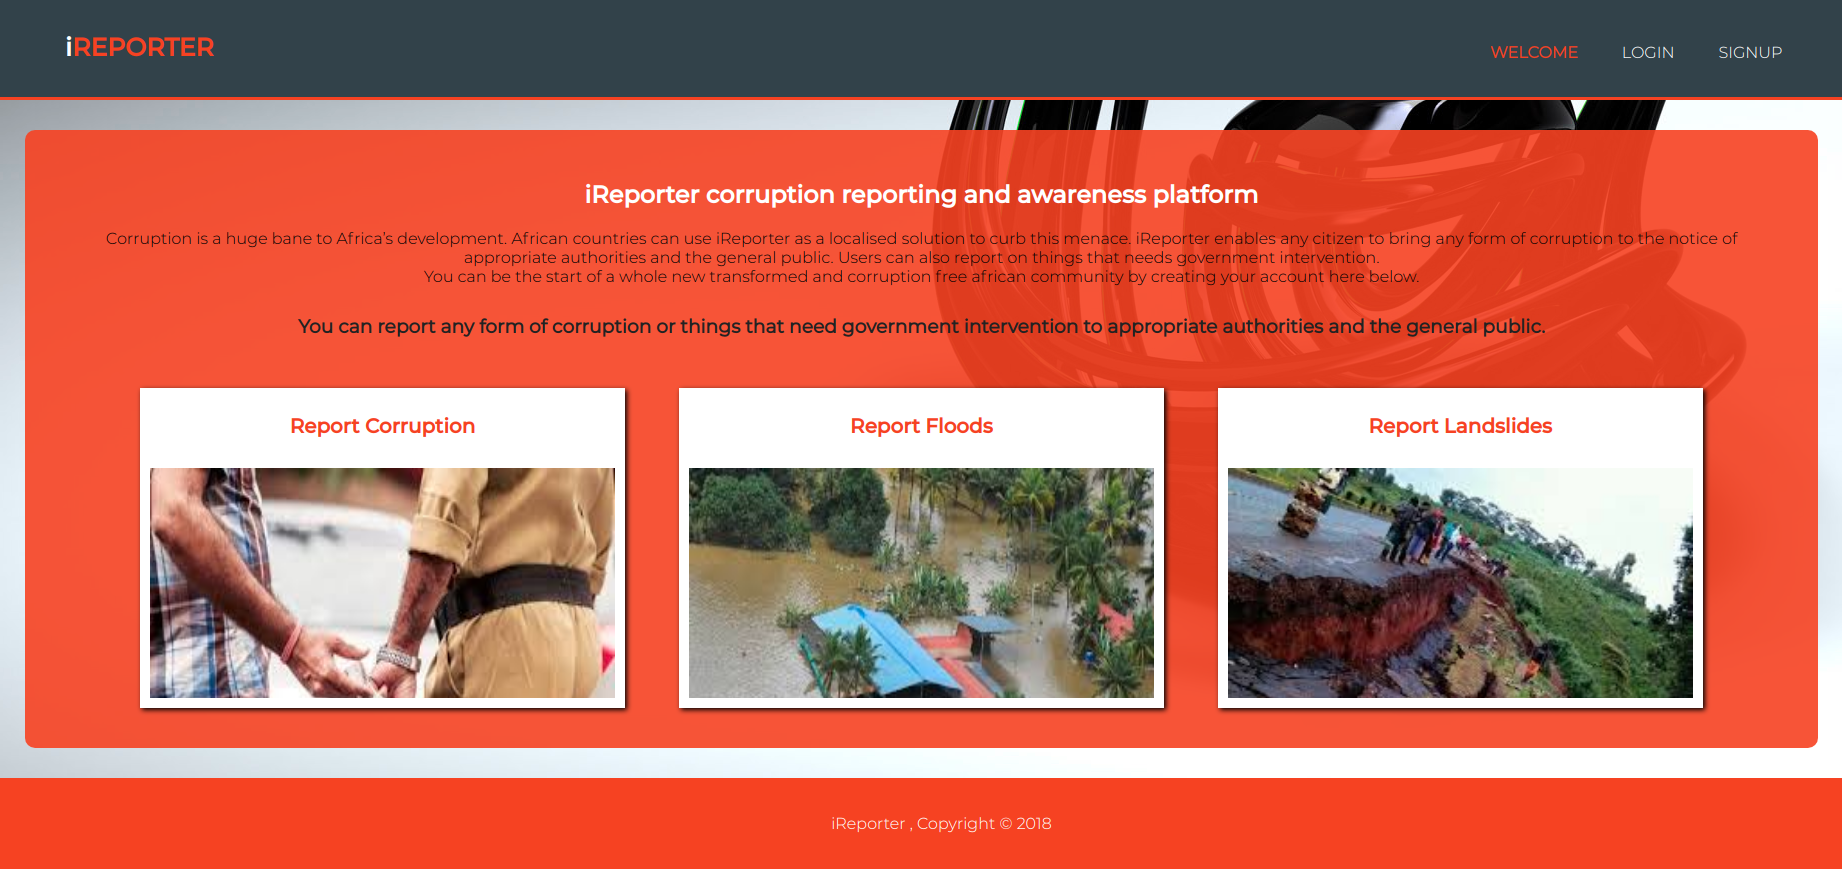 iREPORTER
WELCOME LOGIN SIGNUP
iReporter corruption reporting and awareness platform
Corruption is a huge bane to Africa's development. African countries can use iReporter as a localised solution to curb this menace. iReporter enables any citizen to bring any form of corruption to the notice of
appropriate authorities and the general public. Users can also report on things that needs government intervention.
You can be the start of a whole new transformed and corruption free african community by creating your account here below.
You can report any form of corruption or things that need government intervention to appropriate authorities and the general public.
Report Corruption
Report Floods
Report Landslides
iReporter , Copyright © 2018